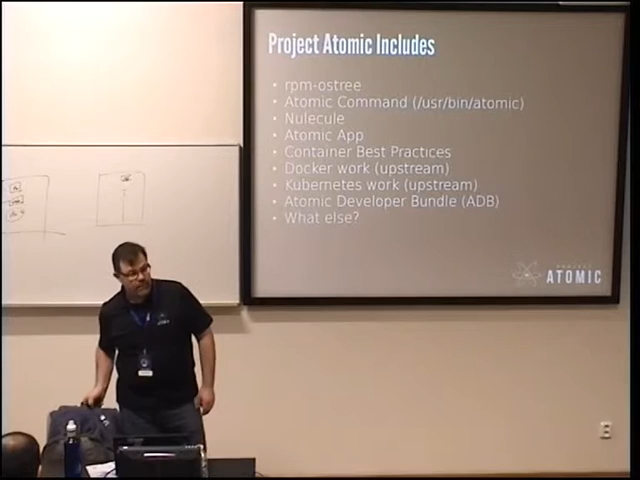 Project Atomic Includes
• rpm-ostree
• Atomic Command (/usr/bin/atomic)
• Nulecule
• Atomic App
• Container Best Practices
• Docker work (upstream)
• Kubernetes work (upstream)
• Atomic Developer Bundle (ADB)
• What else?
PROJECT
ATOMIC